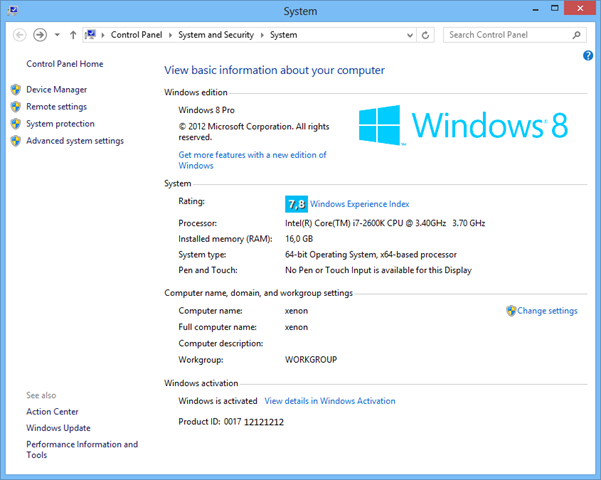 System
Control Panel
System and Security
System
Search Control Panel
Control Panel Home
Device Manager
Remote settings
System protection
Advanced system settings
View basic information about your computer
Windows edition
Windows 8 Pro
© 2012 Microsoft Corporation. All rights
reserved.
Get more features with a new edition of
Windows
Windows 8
System
Rating: 7,8 Windows Experience Index
Processor: Intel(R) Core(TM) i7-2600K CPU @ 3.40GHz 3.70 GHz
Installed memory (RAM): 16,0 GB
System type: 64-bit Operating System, x64-based processor
Pen and Touch: No Pen or Touch Input is available for this Display
Computer name, domain, and workgroup settings
Computer name: xenon
Change settings
Full computer name: xenon
Computer description:
Workgroup: WORKGROUP
Windows activation
Windows is activated View details in Windows Activation
Product ID: 0017 12121212
See also
Action Center
Windows Update
Performance Information and
Tools